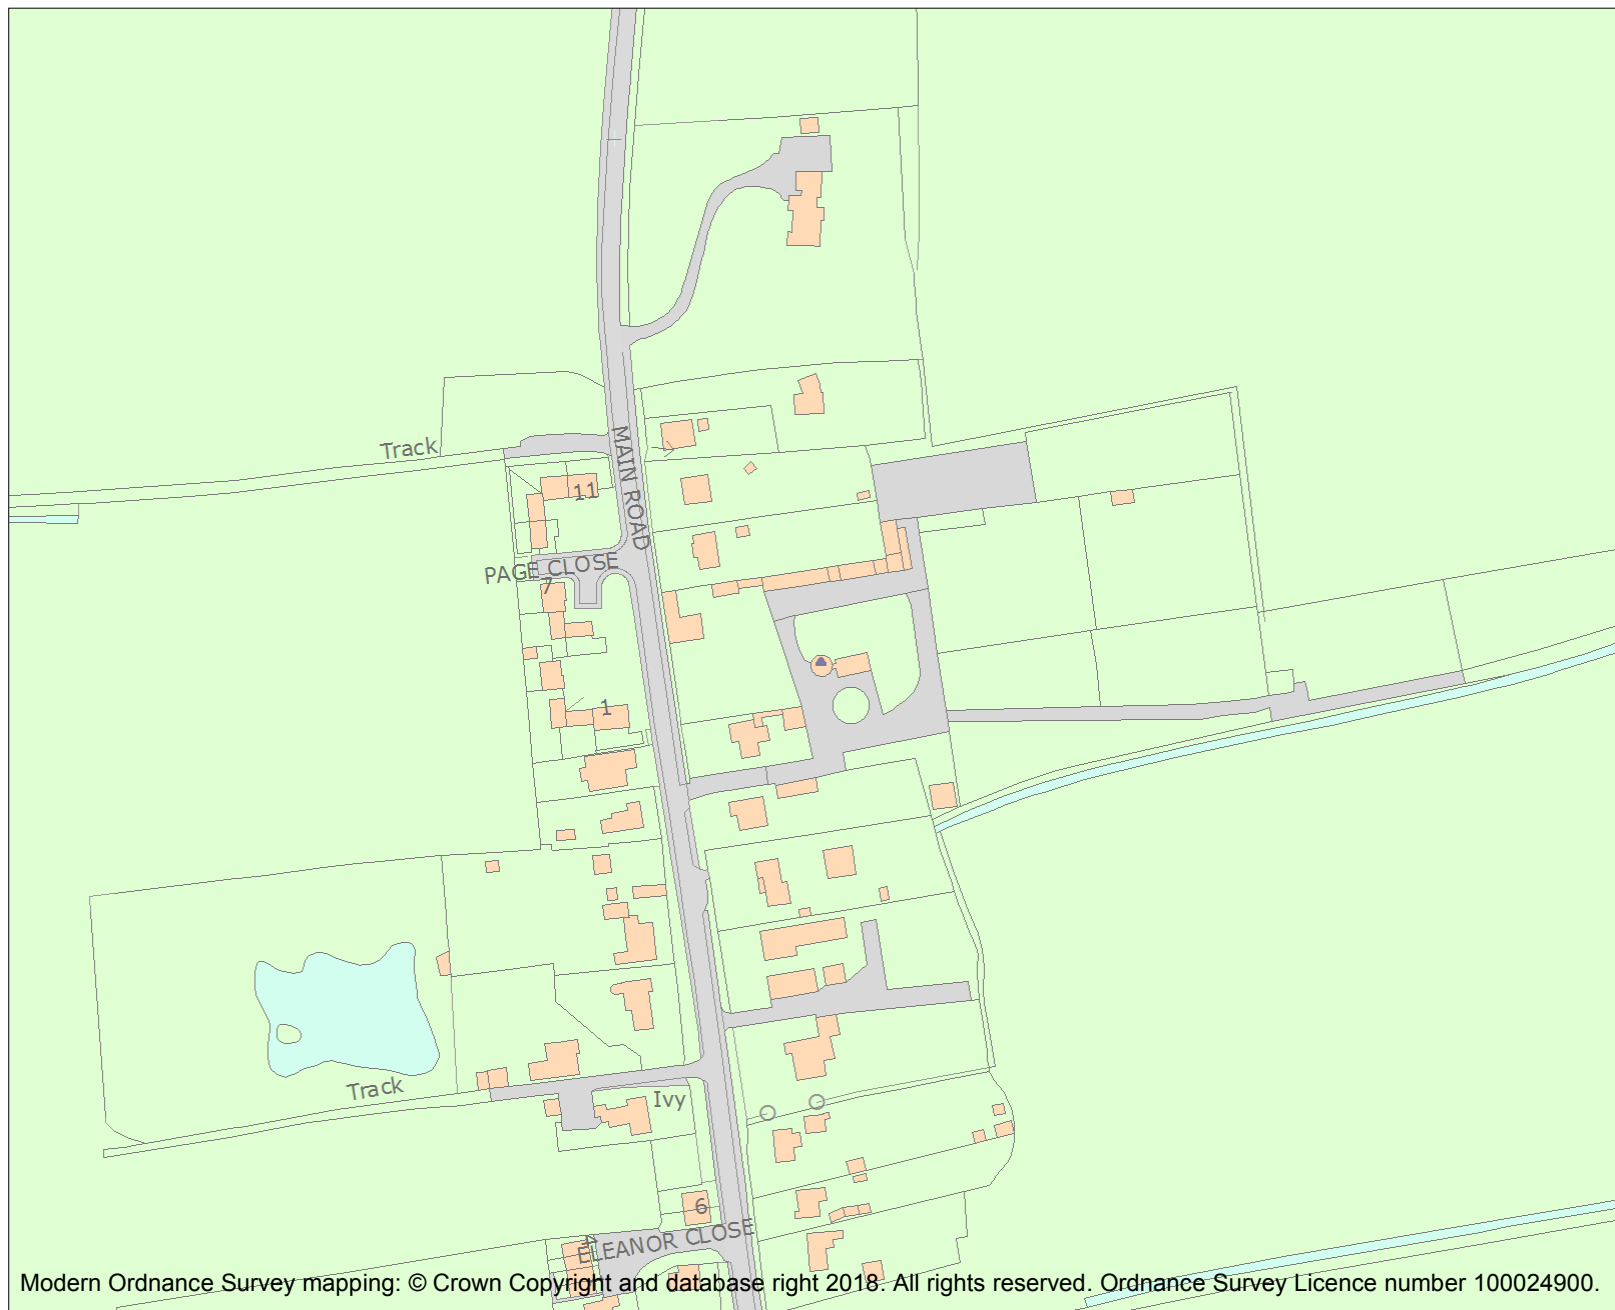 Track
MAIN ROAD
11
PAGE CLOSE
7
1
Track
Ivy
6
4
ELEANOR CLOSE
Modern Ordnance Survey mapping: © Crown Copyright and database right 2018. All rights reserved. Ordnance Survey Licence number 100024900.